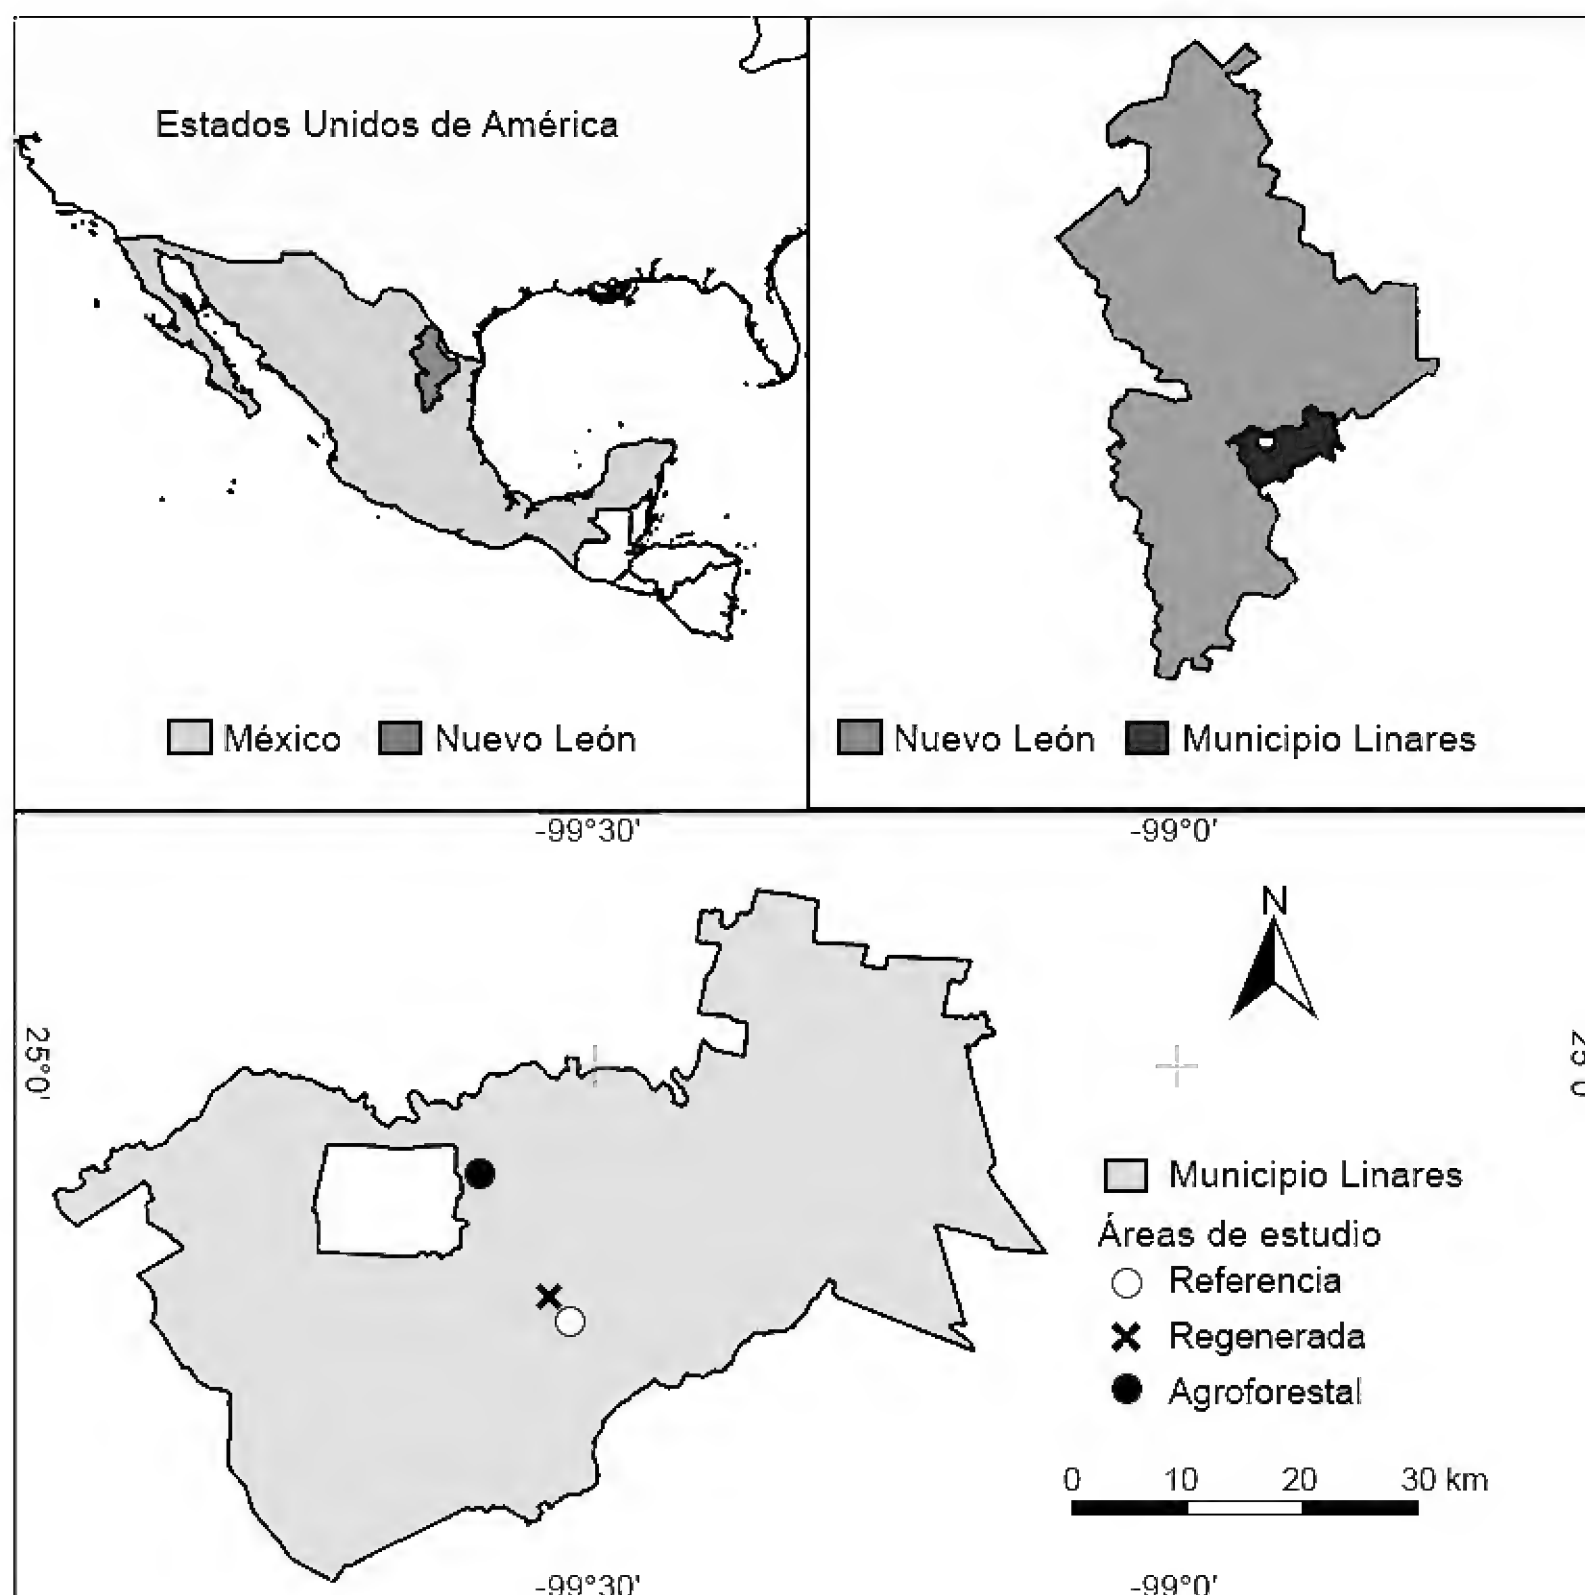 Estados Unidos de América
México
Nuevo León
Nuevo León
Municipio Linares
-99°30'
-99°0'
N
25°0'
25°0'
Municipio Linares
Áreas de estudio
Referencia
Regenerada
Agroforestal
0 10 20 30 km
-99°30'
-99°0'